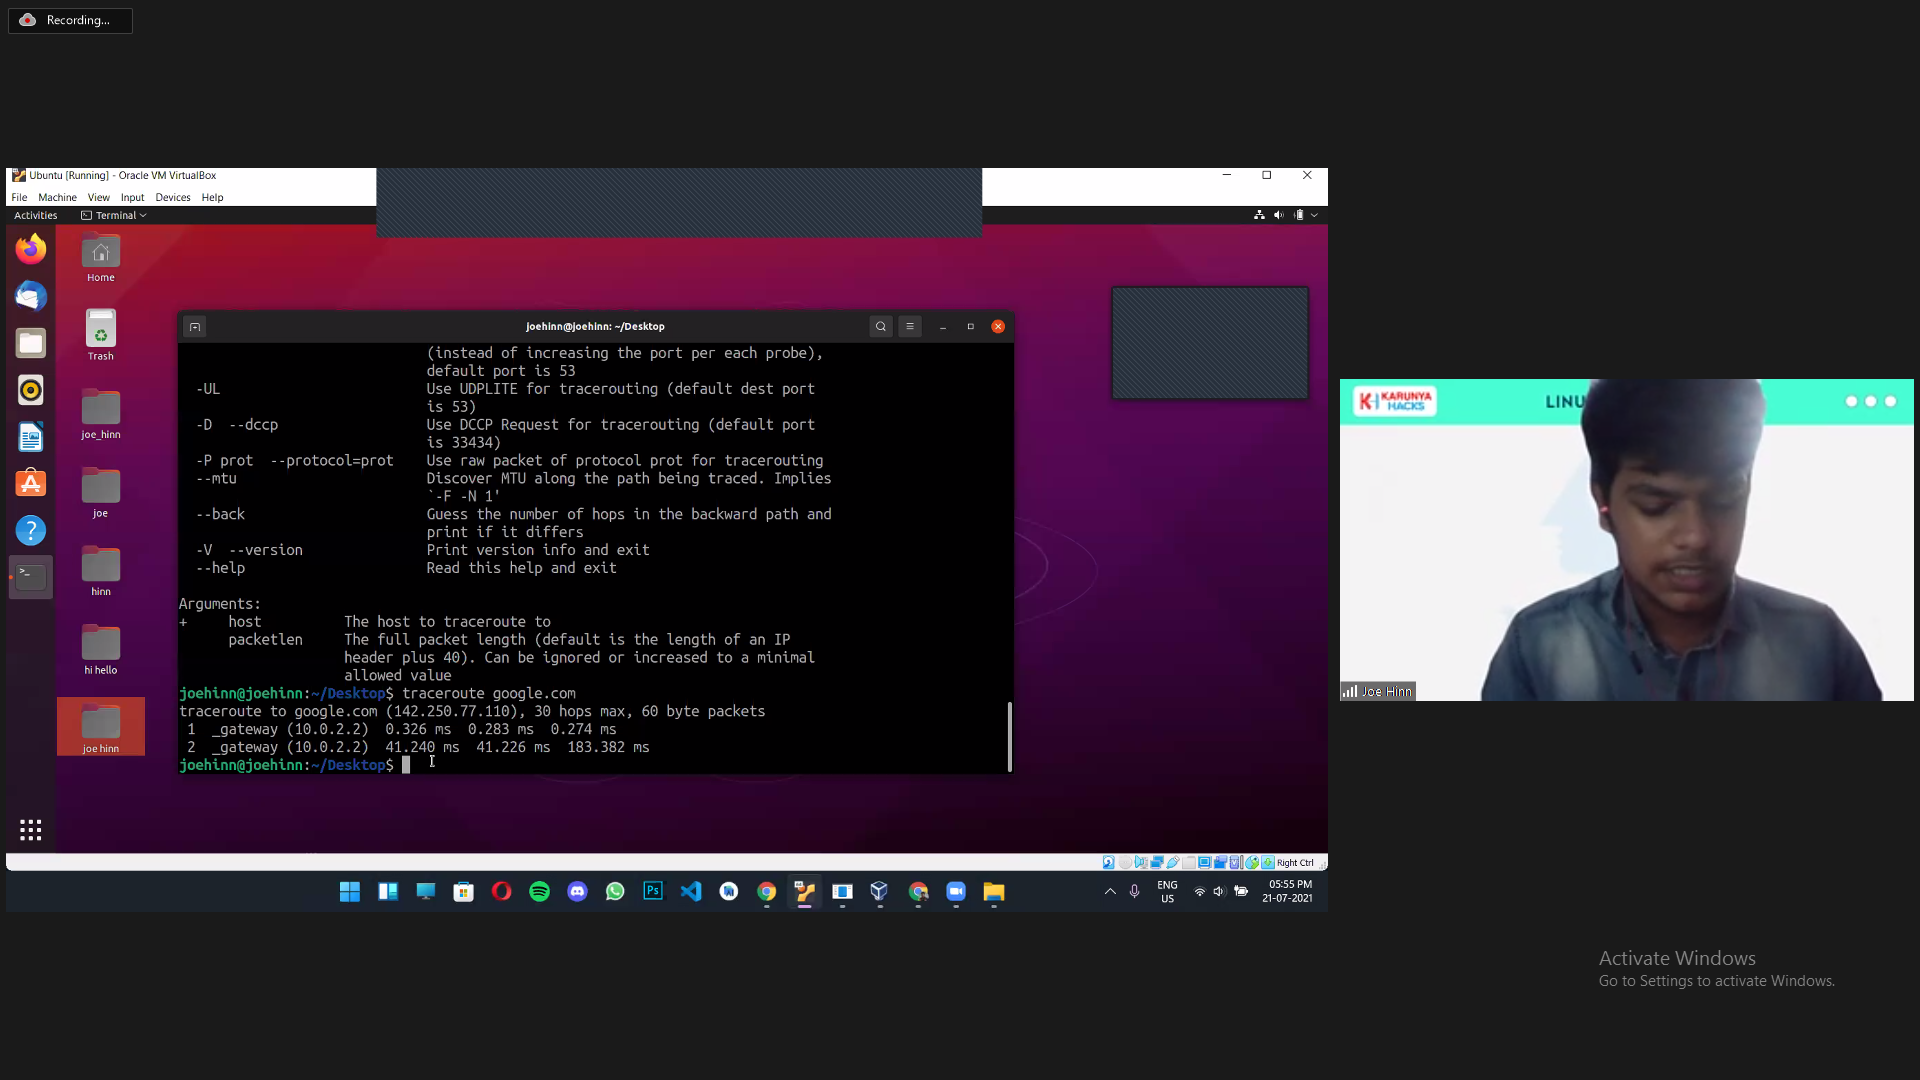 Recording...
Ubuntu [Running] - Oracle VM VirtualBox
File Machine View Input Devices Help
Activities Terminal
Home
Trash
joe_hinn
joe
hinn
hi hello
joe hinn
joehinn@joehinn: ~/Desktop
(instead of increasing the port per each probe),
default port is 53
-UL Use UDPLITE for tracerouting (default dest port
is 53)
-D --dccp Use DCCP Request for tracerouting (default port
is 33434)
-P prot --protocol=prot Use raw packet of protocol prot for tracerouting
--mtu Discover MTU along the path being traced. Implies
`-F -N 1'
--back Guess the number of hops in the backward path and
print if it differs
-V --version Print version info and exit
--help Read this help and exit
Arguments:
+ host The host to traceroute to
packetlen The full packet length (default is the length of an IP
header plus 40). Can be ignored or increased to a minimal
allowed value
joehinn@joehinn:~/Desktop$ traceroute google.com
traceroute to google.com (142.250.77.110), 30 hops max, 60 byte packets
1 _gateway (10.0.2.2) 0.326 ms 0.283 ms 0.274 ms
2 _gateway (10.0.2.2) 41.240 ms 41.226 ms 183.382 ms
joehinn@joehinn:~/Desktop$
Right Ctrl
Ps
ENG
US
05:55 PM
21-07-2021
KH KARUNYA
HACKS
LINU
Joe Hinn
Activate Windows
Go to Settings to activate Windows.